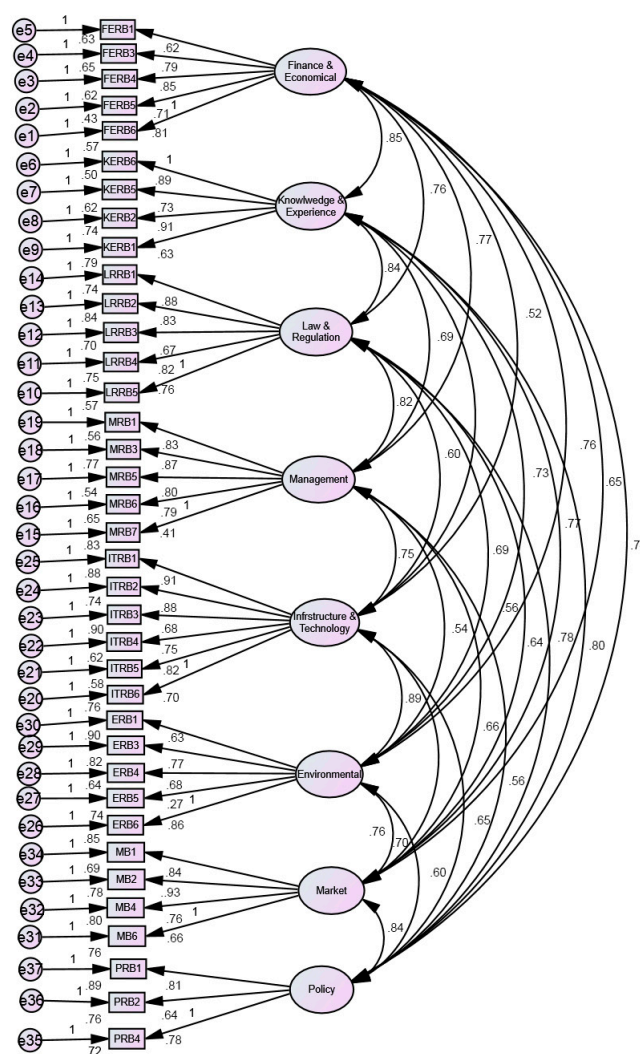 e5 1 FERB1
.63
e4 1 FERB3 .62
.65 .79
e3 1 FERB4 .85
.62 1
e2 1 FERB5 .71
.43
e1 1 FERB6 .81
Finance &
Economical
.57
e6 1 KERB6 1
.50
e7 1 KERB5 .89
.62 .73
e8 1 KERB2 .91
.74
e9 1 KERB1 .63
Knowlwedge &
Experience
.79
e14 1 LRRB1
.74
e13 1 LRRB2 .88
.84 .83
e12 1 LRRB3
.70 .67
e11 1 LRRB4 1
.75 .82
e10 1 LRRB5 .76
Law &
Regulation
.57
e19 1 MRB1
.56
e18 1 MRB3 .83
.77 .87
e17 1 MRB5
.54 .80
e16 1 MRB6 1
.65 .79
e15 1 MRB7 .41
Management
.83
e25 1 ITRB1
.88
e24 1 ITRB2 .91
.74 .88
e23 1 ITRB3
.90 .68
e22 1 ITRB4
.62 .75
e21 1 ITRB5 1
.58 .82
e20 1 ITRB6 .70
Infrstructure &
Technology
.76
e30 1 ERB1
.90
e29 1 ERB3 .63
.82 .77
e28 1 ERB4
.64 .68
e27 1 ERB5 1
.74 .27
e26 1 ERB6 .86
Environmental
.85
e34 1 MB1
.69
e33 1 MB2 .84
.78 .93
e32 1 MB4
.80 .76 1
e31 1 MB6 .66
Market
.76
e37 1 PRB1
.89 .81
e36 1 PRB2
.76 .64 1
e35 1 PRB4 .78
.72
Policy
.85
.76
.77
.84
.52
.69
.82
.60
.76
.73
.65
.77
.75
.69
.56
.54
.64
.78
.80
.89
.66
.56
.65
.76
.70
.60
.84